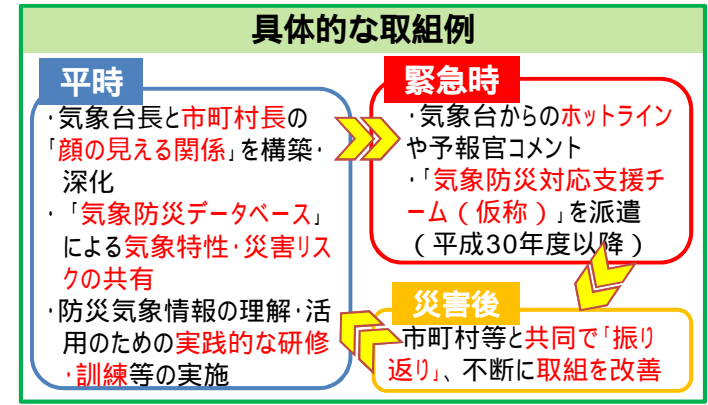 具体的な取組例
平時
・気象台長と市町村長の
「顔の見える関係」を構築・
深化
・「気象防災データベース」
による気象特性・災害リス
クの共有
・防災気象情報の理解・活
用のための実践的な研修
・訓練等の実施
緊急時
・気象台からのホットライン
や予報官コメント
・「気象防災対応支援チ
ーム(仮称)」を派遣
(平成30年度以降)
災害後
市町村等と共同で「振り
返り」、不断に取組を改善